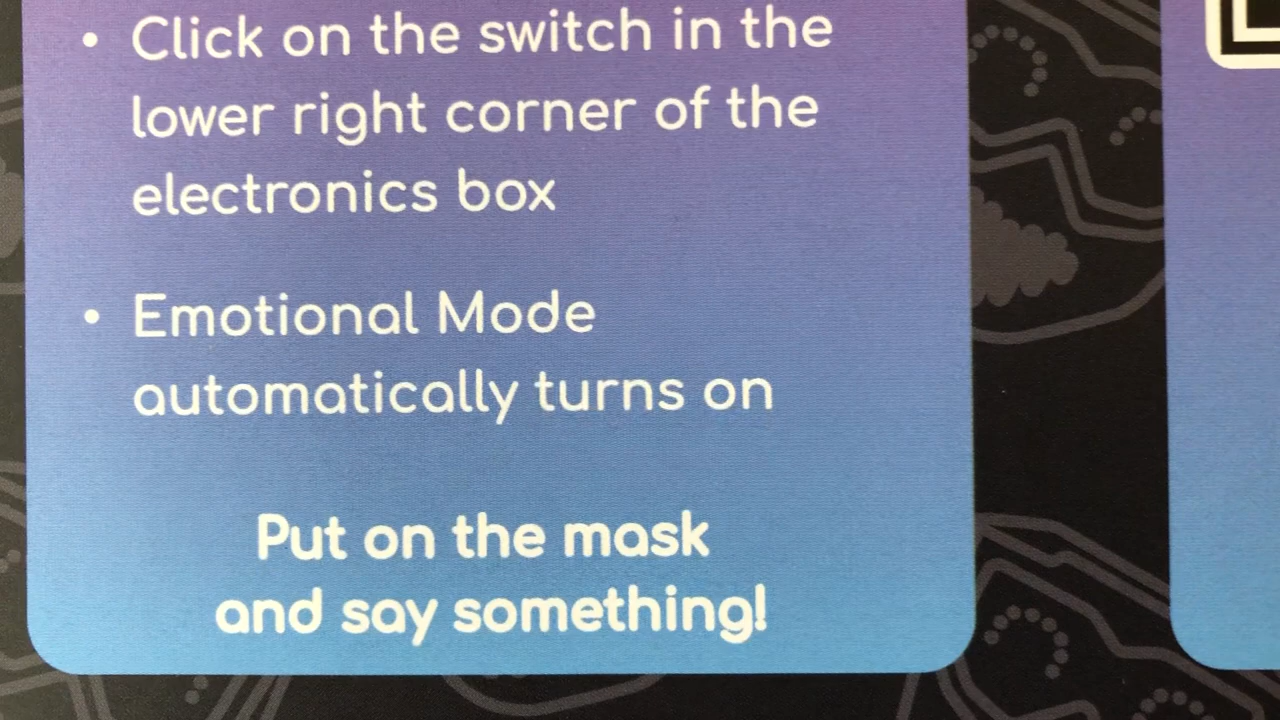 • Click on the switch in the
lower right corner of the
electronics box
• Emotional Mode
automatically turns on
Put on the mask
and say something!